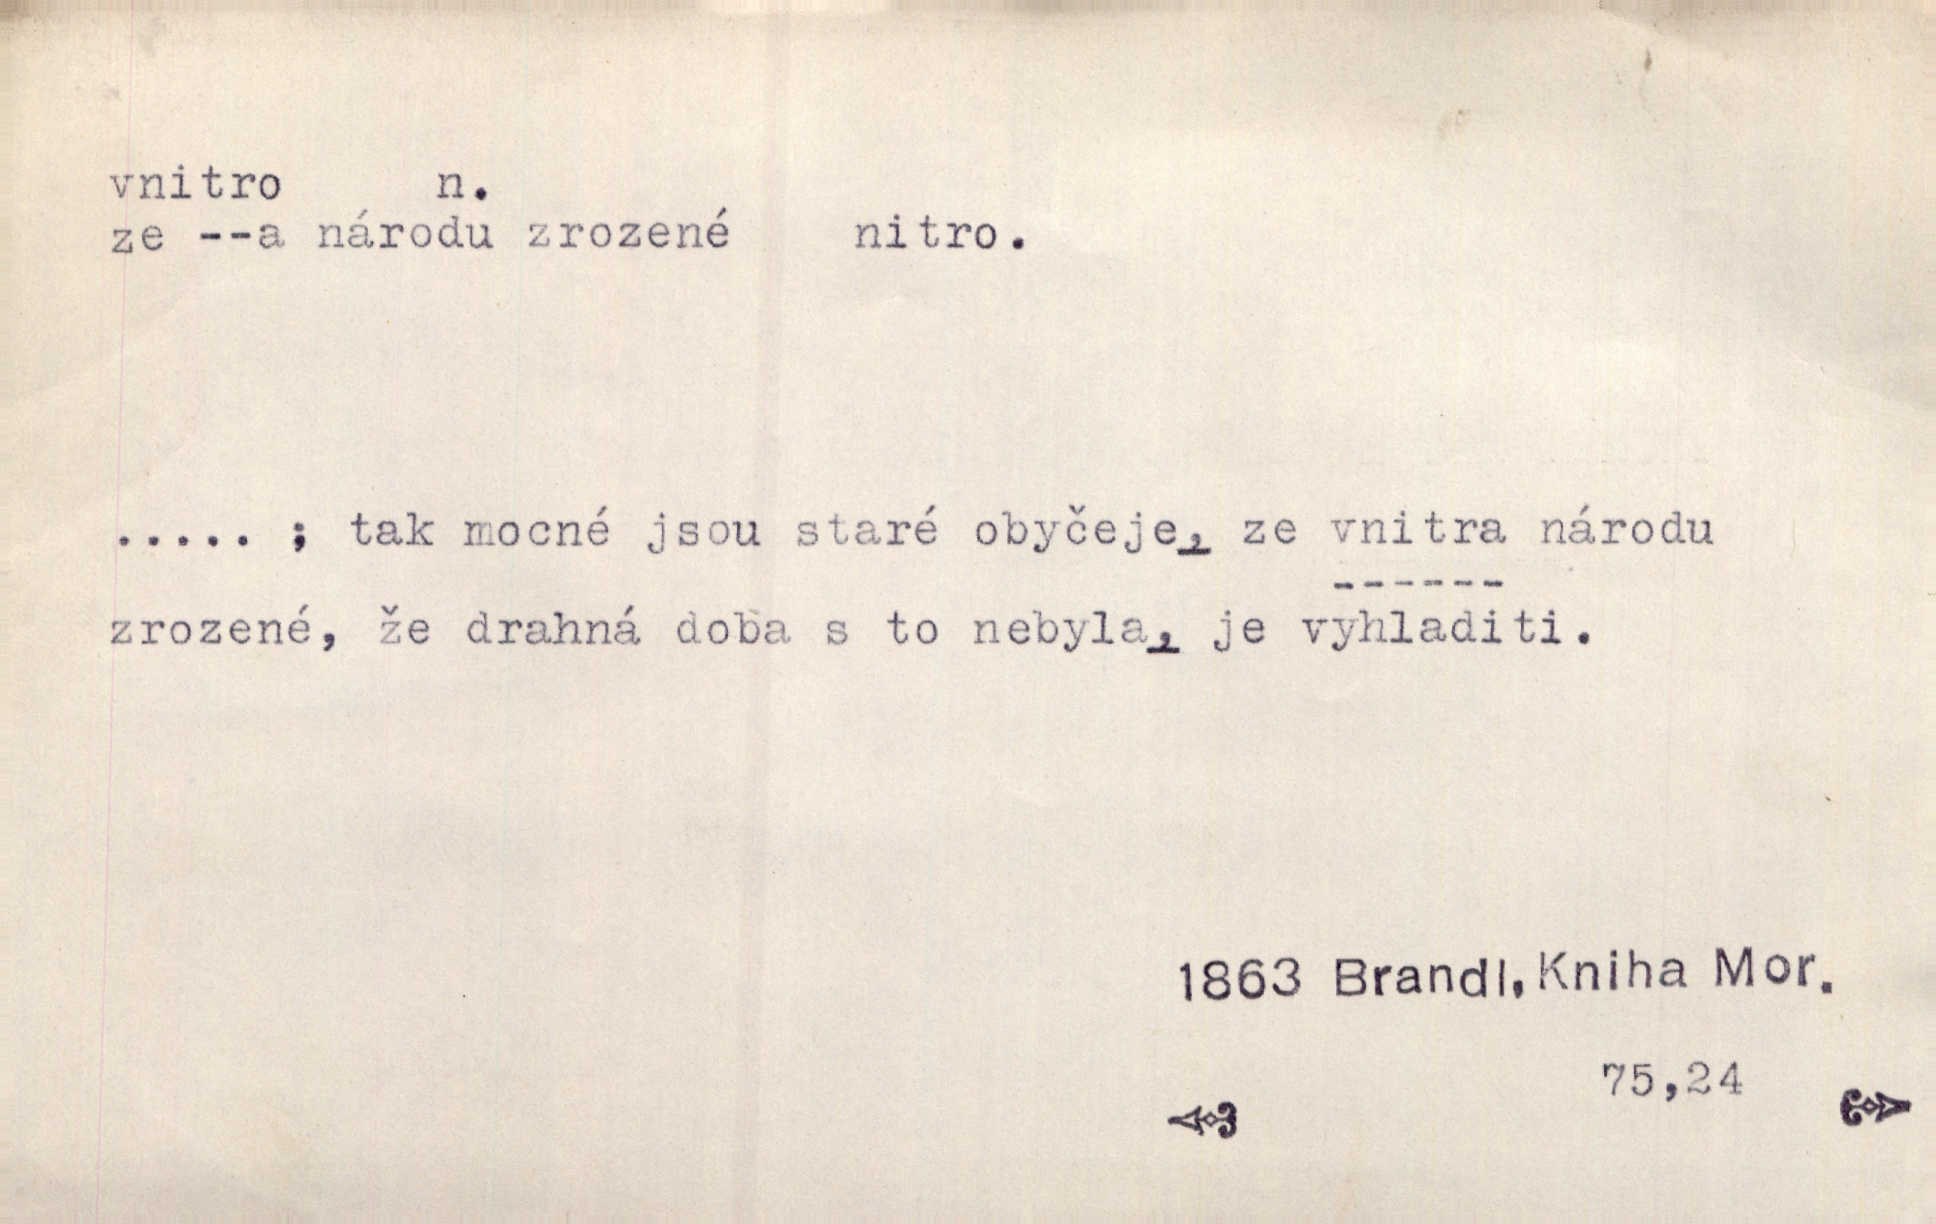 vnitro n.
ze --a národu zrozené nitro.
..... ; tak mocné jsou staré obyčeje, ze vnitra národu
------
zrozené, že drahná doba s to nebyla, je vyhladiti.
1863 Brandl, Kniha Mor.
75,24